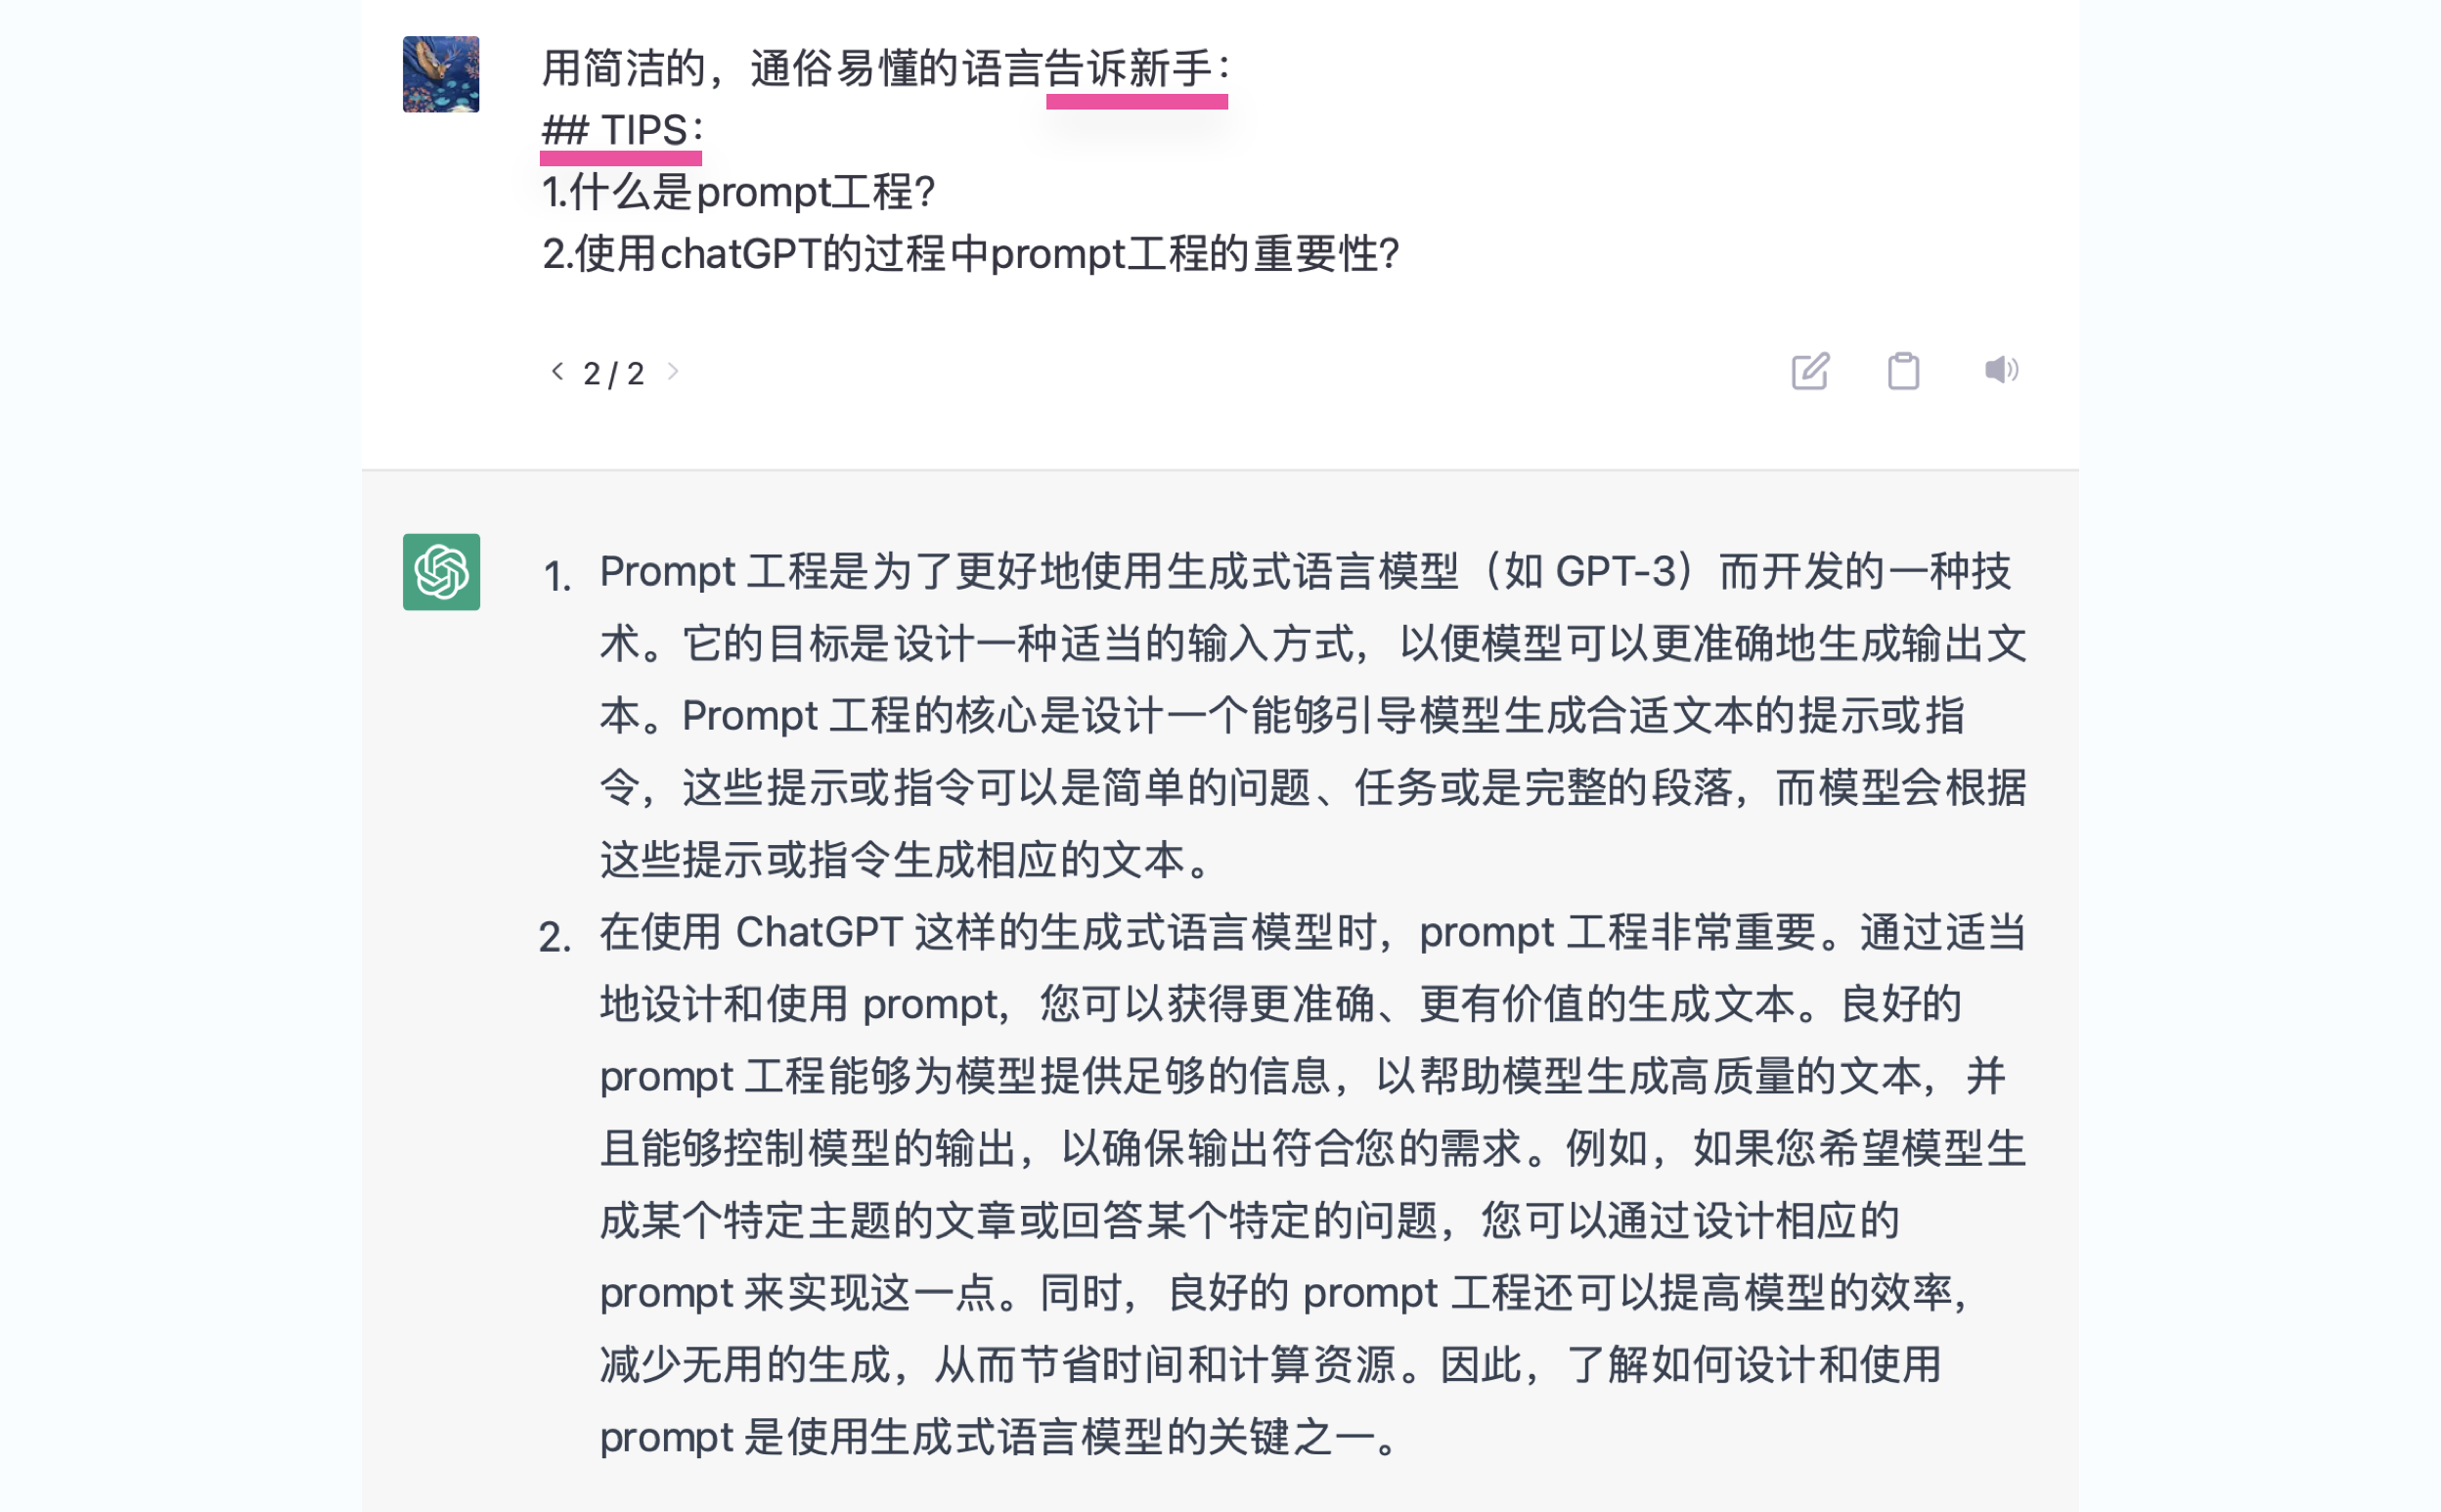 用简洁的，通俗易懂的语言告诉新手：
## TIPS：
1.什么是prompt工程？
2.使用chatGPT的过程中prompt工程的重要性？
2 / 2
1. Prompt 工程是为了更好地使用生成式语言模型（如 GPT-3）而开发的一种技
术。它的目标是设计一种适当的输入方式，以便模型可以更准确地生成输出文
本。Prompt 工程的核心是设计一个能够引导模型生成合适文本的提示或指
令，这些提示或指令可以是简单的问题、任务或是完整的段落，而模型会根据
这些提示或指令生成相应的文本。
2. 在使用 ChatGPT 这样的生成式语言模型时，prompt 工程非常重要。通过适当
地设计和使用 prompt，您可以获得更准确、更有价值的生成文本。良好的
prompt 工程能够为模型提供足够的信息，以帮助模型生成高质量的文本，并
且能够控制模型的输出，以确保输出符合您的需求。例如，如果您希望模型生
成某个特定主题的文章或回答某个特定的问题，您可以通过设计相应的
prompt 来实现这一点。同时，良好的 prompt 工程还可以提高模型的效率，
减少无用的生成，从而节省时间和计算资源。因此，了解如何设计和使用
prompt 是使用生成式语言模型的关键之一。